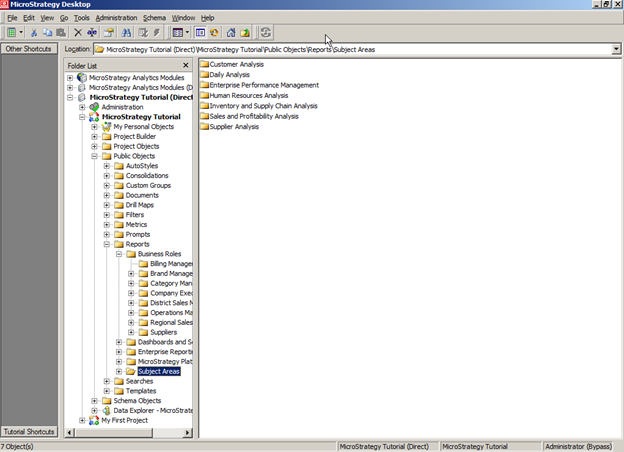 MicroStrategy Desktop
File Edit View Go Tools Administration Schema Window Help
Other Shortcuts
Location: MicroStrategy Tutorial (Direct)\MicroStrategy Tutorial\Public Objects\Reports\Subject Areas
Folder List
MicroStrategy Analytics Modules
MicroStrategy Analytics Modules (D
MicroStrategy Tutorial (Direct
Administration
MicroStrategy Tutorial
My Personal Objects
Project Builder
Project Objects
Public Objects
AutoStyles
Consolidations
Custom Groups
Documents
Drill Maps
Filters
Metrics
Prompts
Reports
Business Roles
Billing Manage
Brand Manage
Category Man
Company Exec
District Sales M
Operations Ma
Regional Sales
Suppliers
Dashboards and Sc
Enterprise Reportin
MicroStrategy Plat
Subject Areas
Searches
Templates
Schema Objects
Data Explorer - MicroStrate
My First Project
Customer Analysis
Daily Analysis
Enterprise Performance Management
Human Resources Analysis
Inventory and Supply Chain Analysis
Sales and Profitability Analysis
Supplier Analysis
Tutorial Shortcuts
7 Object(s)
MicroStrategy Tutorial (Direct)
MicroStrategy Tutorial
Administrator (Bypass)